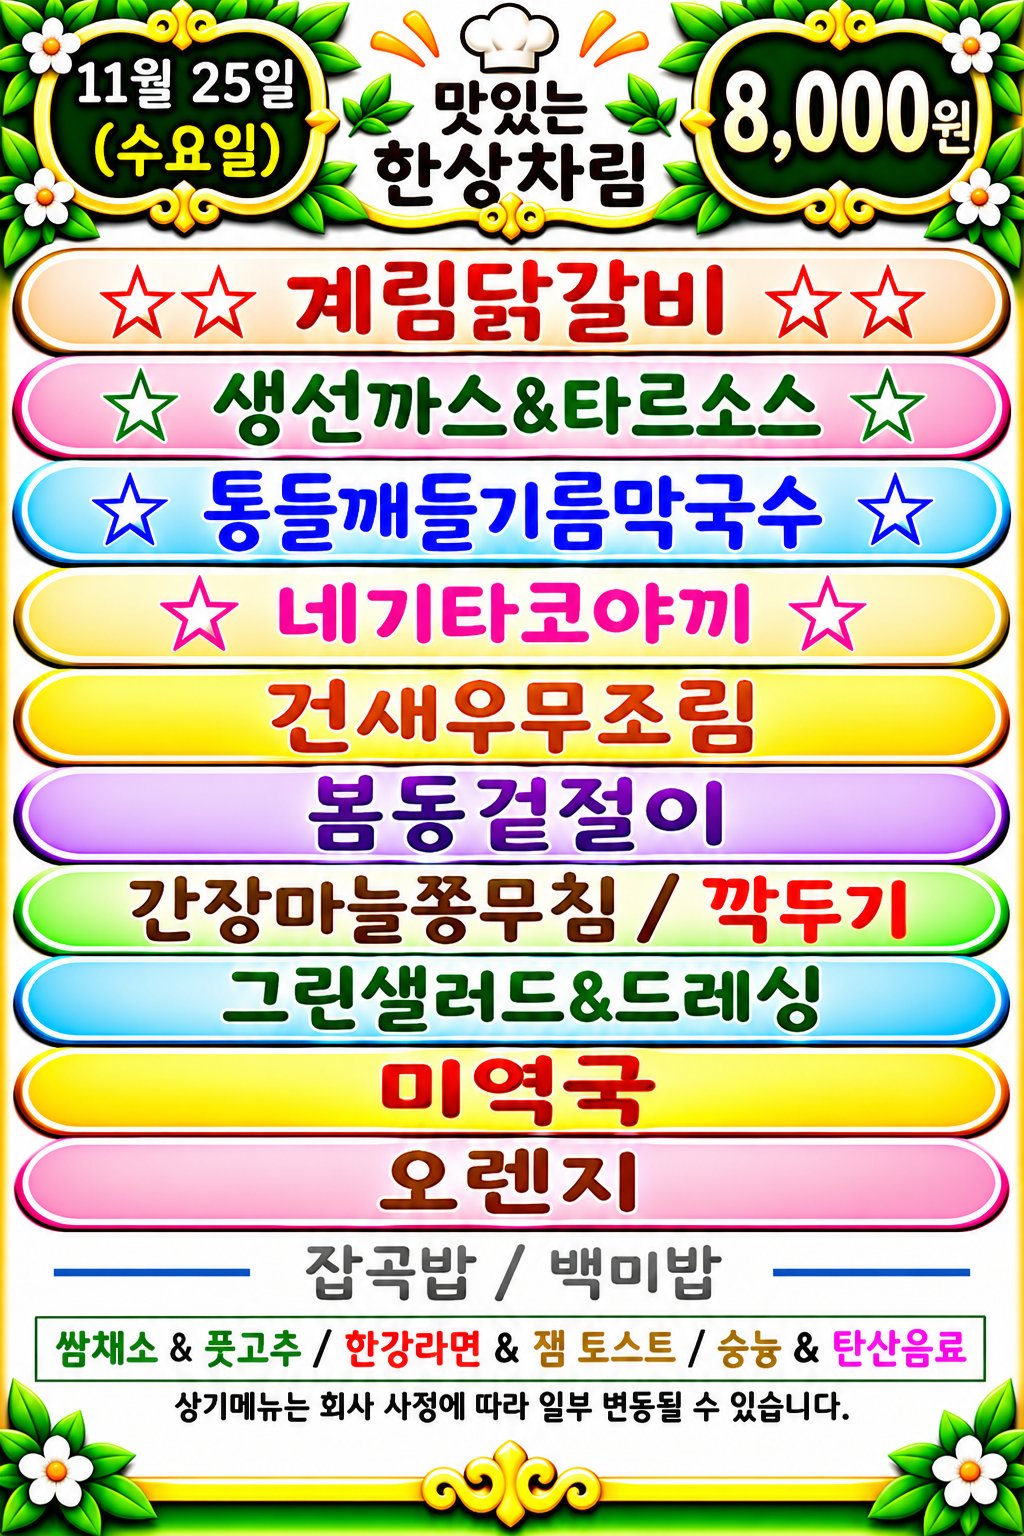 11월 25일
(수요일)
맛있는
한상차림
8,000원
☆☆ 계림닭갈비 ☆☆
☆ 생선까스&타르소스 ☆
☆ 통들깨들기름막국수 ☆
☆ 네기타코야끼 ☆
건새우무조림
봄동겉절이
간장마늘쫑무침 / 깍두기
그린샐러드&드레싱
미역국
오렌지
잡곡밥 / 백미밥
쌈채소 & 풋고추 / 한강라면 & 잼 토스트 / 숭늉 & 탄산음료
상기메뉴는 회사 사정에 따라 일부 변동될 수 있습니다.